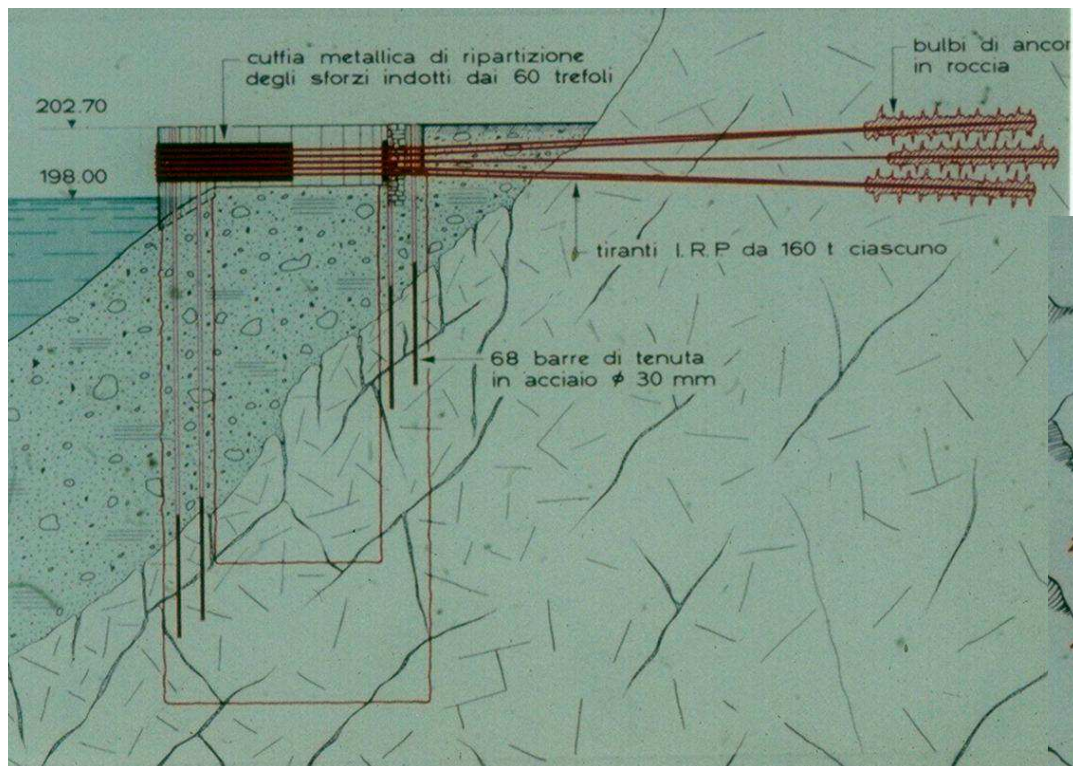 cuffia metallica di ripartizione
degli sforzi indotti dai 60 trefoli
bulbi di ancor
in roccia
202.70
198.00
tiranti I.R.P da 160 t ciascuno
68 barre di tenuta
in acciaio ϕ 30 mm